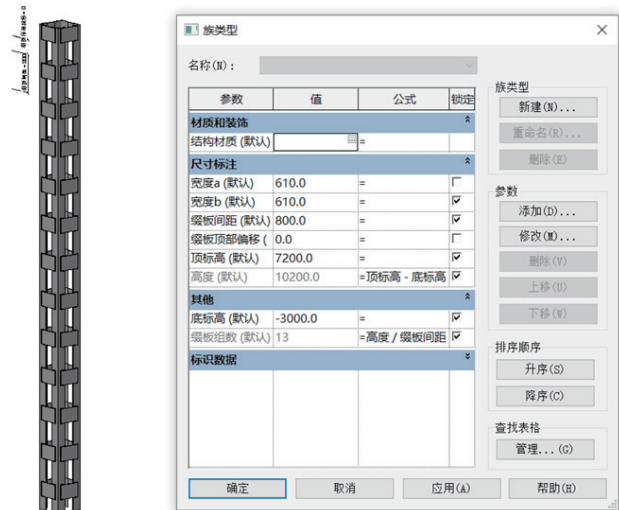 族类型
名称(N)：
参数 值 公式 锁定
材质和装饰
结构材质 (默认) =
尺寸标注
宽度a (默认) 610.0 =
宽度b (默认) 610.0 =
缀板间距 (默认) 800.0 =
缀板顶部偏移 ( 0.0 =
顶标高 (默认) 7200.0 =
高度 (默认) 10200.0 =顶标高 - 底标高
其他
底标高 (默认) -3000.0 =
缀板组数 (默认) 13 =高度 / 缀板间距
标识数据
族类型
新建(N)...
重命名(R)...
删除(E)
参数
添加(D)...
修改(M)...
删除(V)
上移(U)
下移(W)
排序顺序
升序(S)
降序(C)
查找表格
管理...(G)
确定 取消 应用(A) 帮助(H)